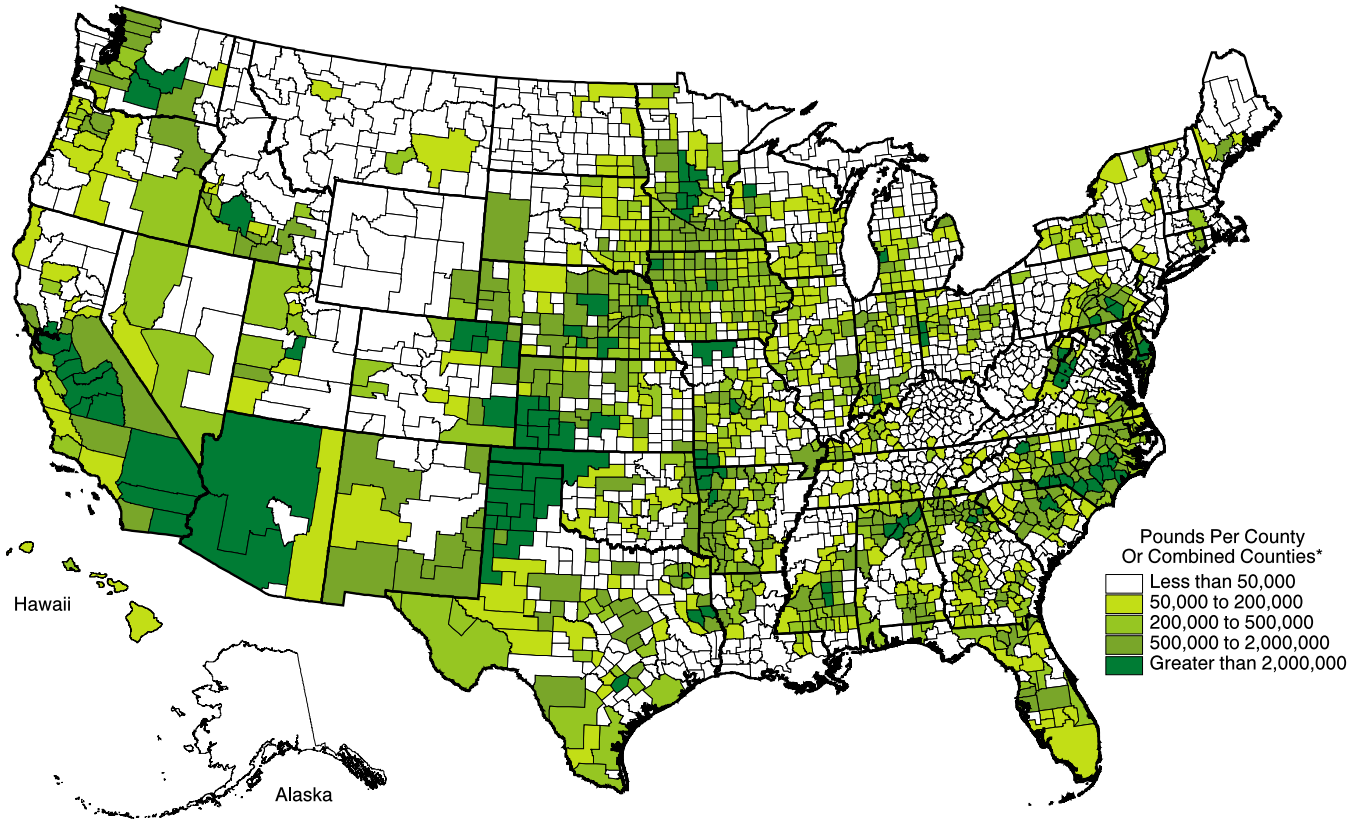 Pounds Per County
Or Combined Counties*
Less than 50,000
50,000 to 200,000
200,000 to 500,000
500,000 to 2,000,000
Greater than 2,000,000
Hawaii
Alaska